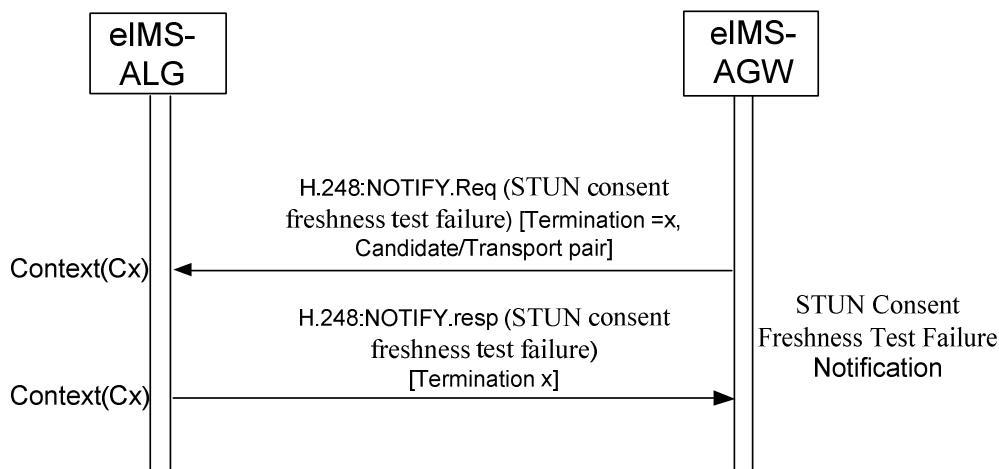 eIMS-
ALG
eIMS-
AGW
H.248:NOTIFY.Req (STUN consent
freshness test failure) [Termination =x,
Candidate/Transport pair]
Context(Cx)
H.248:NOTIFY.resp (STUN consent
freshness test failure)
[Termination x]
Context(Cx)
STUN Consent
Freshness Test Failure
Notification